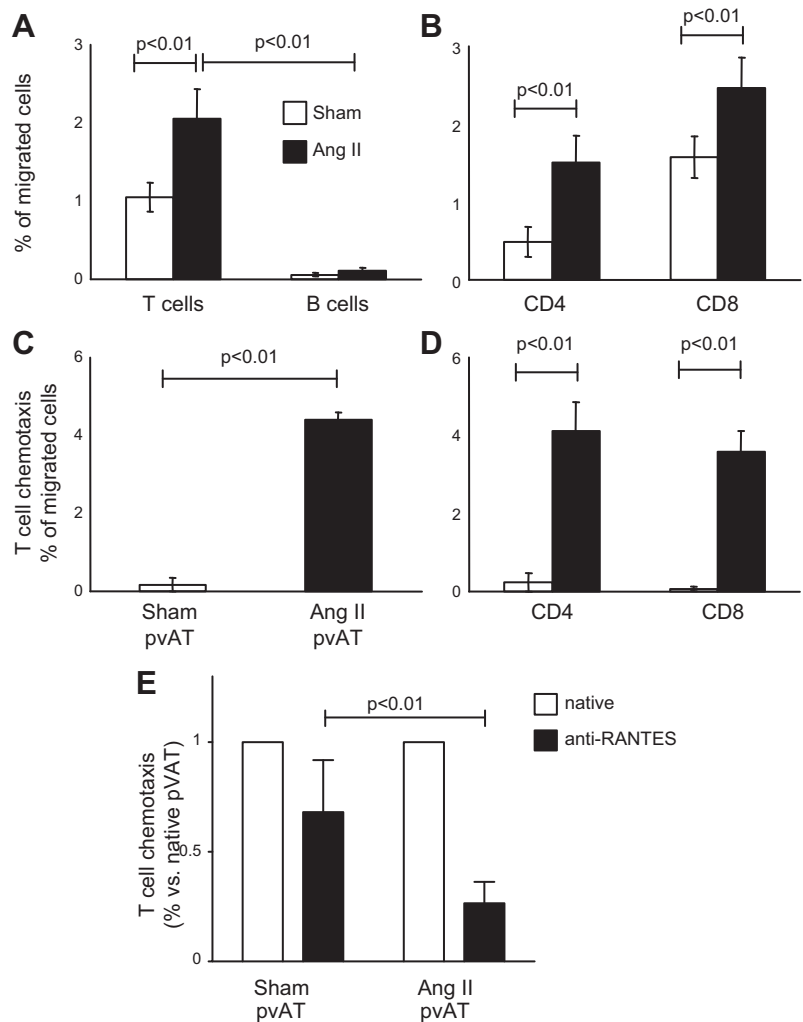 A
p<0.01
p<0.01
% of migrated cells
3
2
1
0
Sham
Ang II
T cells
B cells
B
p<0.01
p<0.01
3
2
1
0
CD4
CD8
C
p<0.01
T cell chemotaxis
% of migrated cells
6
4
2
0
Sham
pvAT
Ang II
pvAT
D
p<0.01
p<0.01
6
4
2
0
CD4
CD8
E
p<0.01
T cell chemotaxis
(% vs. native pVAT)
1
0.5
0
native
anti-RANTES
Sham
pvAT
Ang II
pvAT